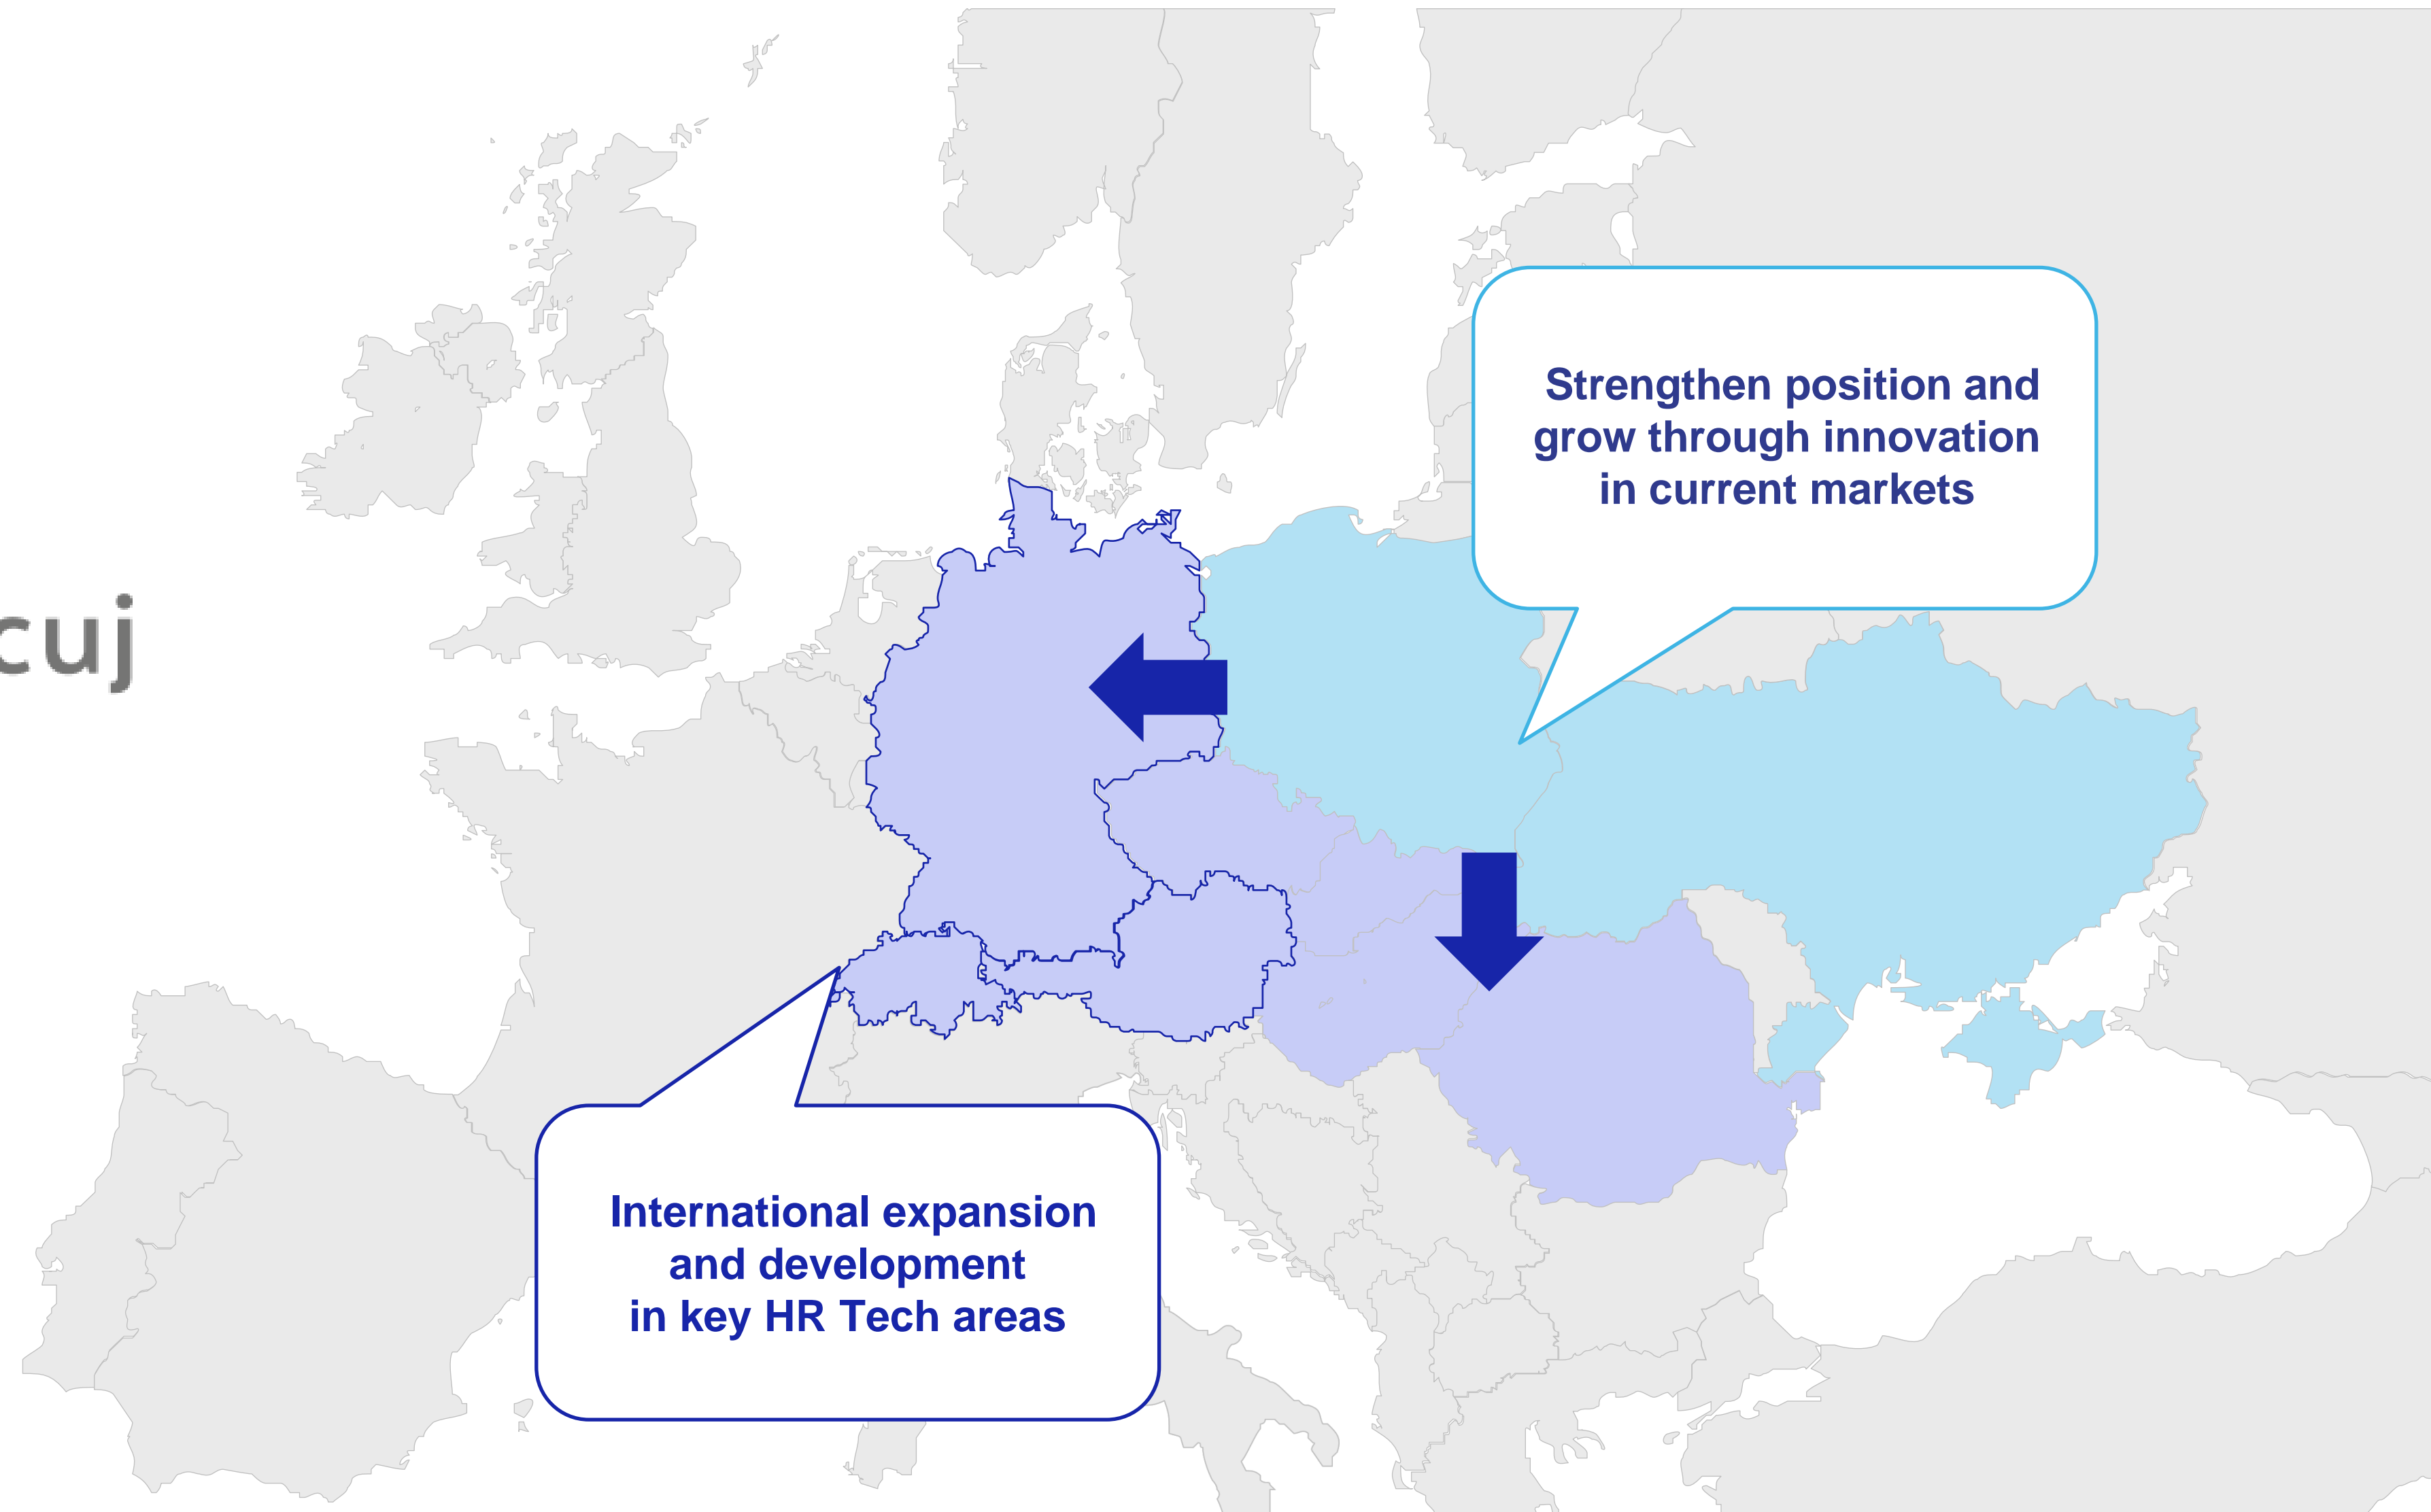 Strengthen position and
grow through innovation
in current markets
cuj
International expansion
and development
in key HR Tech areas